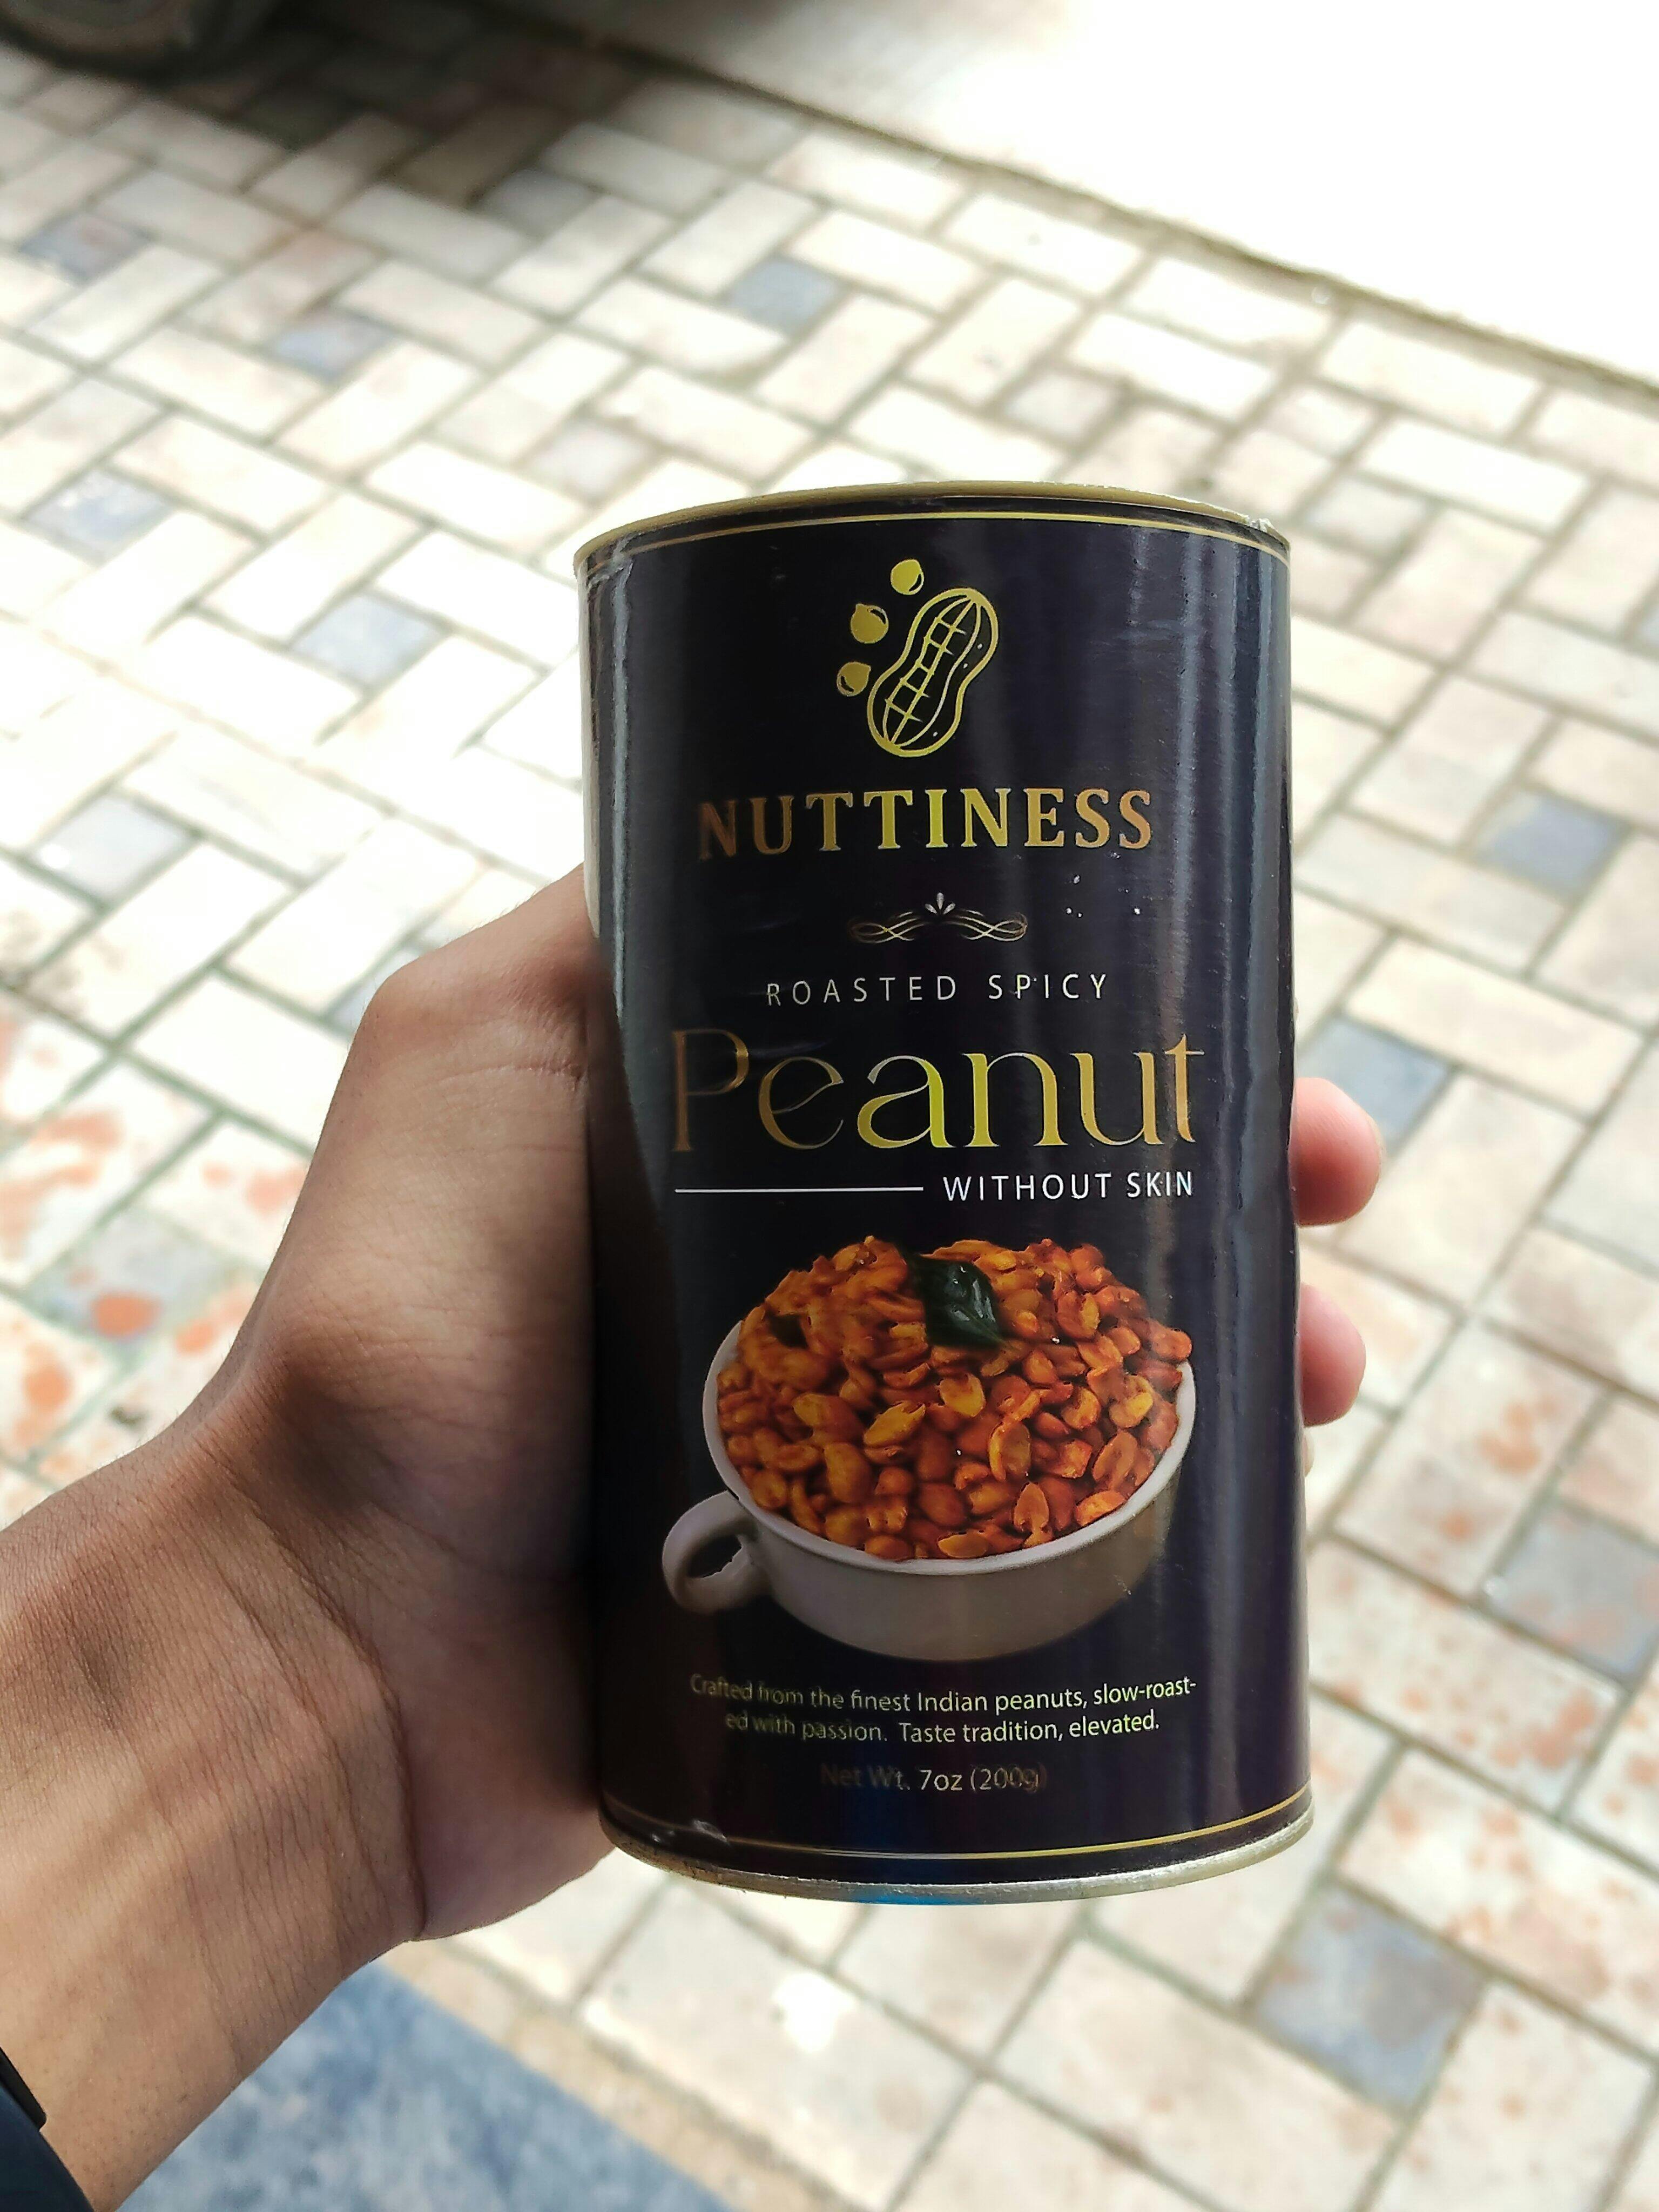 NUTTINESS
ROASTED SPICY
Peanut
WITHOUT SKIN
Crafted from the finest Indian peanuts, slow-roast-
ed with passion. Taste tradition, elevated.
Net Wt. 7oz (200g)